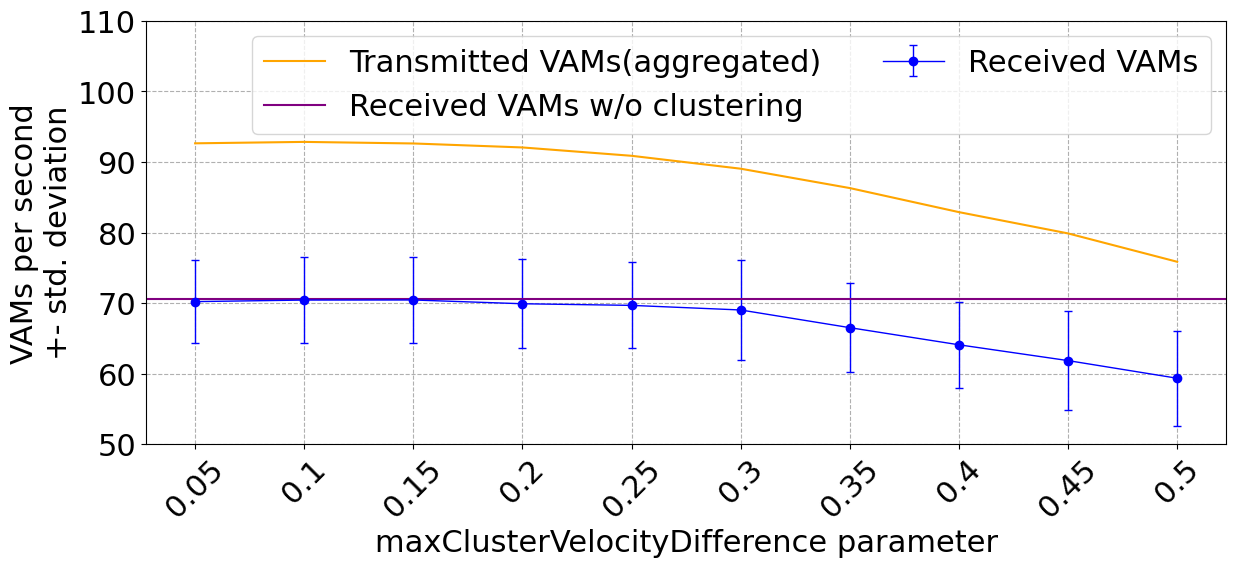 110
100
90
80
70
60
50
VAMs per second
+- std. deviation
Transmitted VAMs(aggregated)
Received VAMs w/o clustering
Received VAMs
0.05
0.1
0.15
0.2
0.25
0.3
0.35
0.4
0.45
0.5
maxClusterVelocityDifference parameter